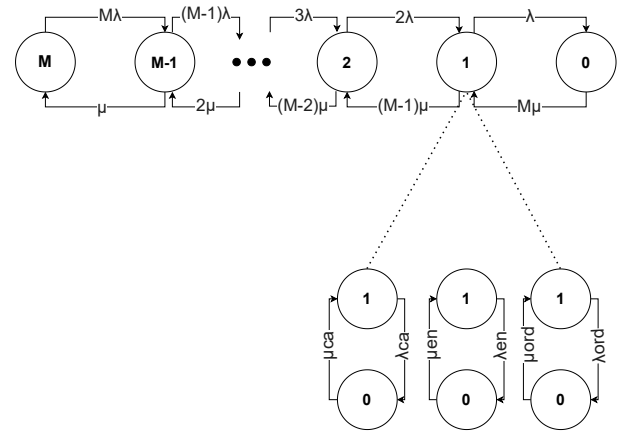 Mλ (M-1)λ 3λ 2λ λ
M M-1 ••• 2 1 0
μ 2μ (M-2)μ (M-1)μ Mμ
1 1 1
μca λca μen λen μord λord
0 0 0